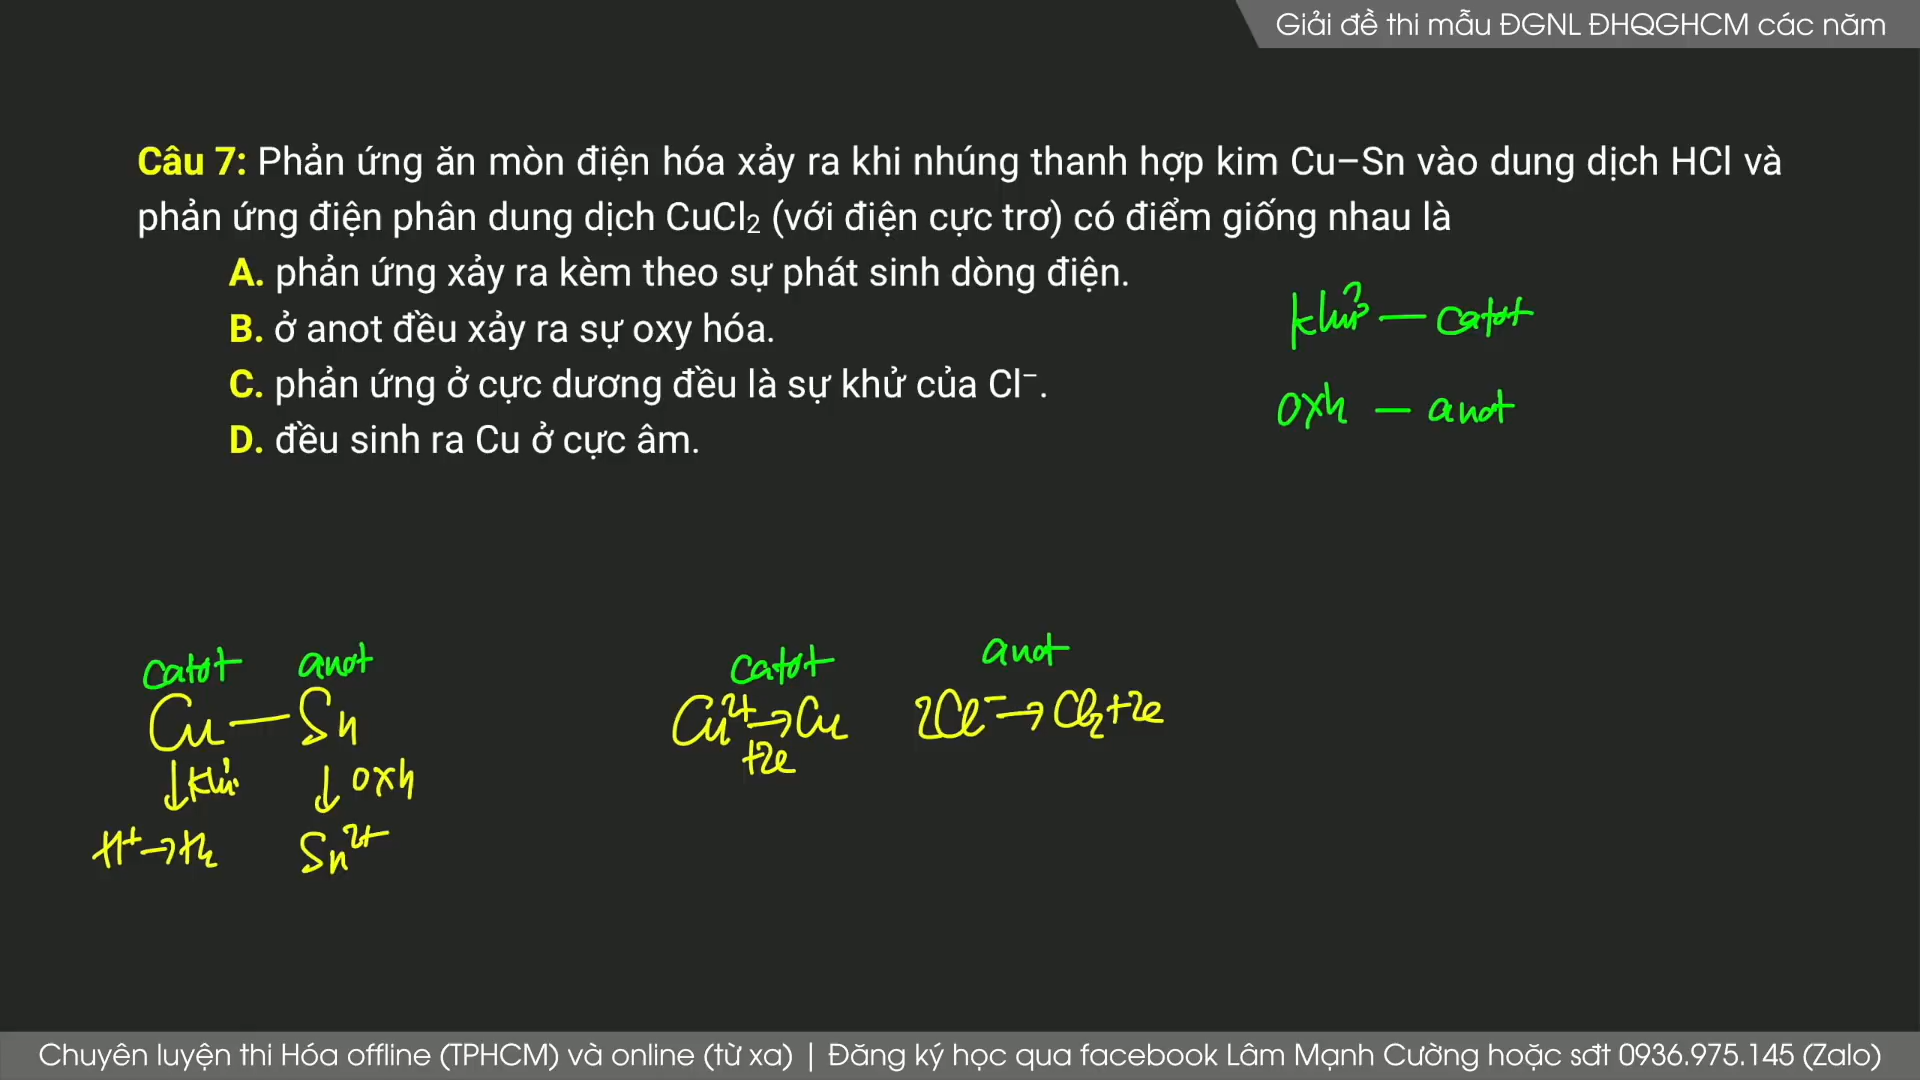 Giải đề thi mẫu ĐGNL ĐHQGHCM các năm
Câu 7: Phản ứng ăn mòn điện hóa xảy ra khi nhúng thanh hợp kim Cu–Sn vào dung dịch HCl và
phản ứng điện phân dung dịch CuCl₂ (với điện cực trơ) có điểm giống nhau là
A. phản ứng xảy ra kèm theo sự phát sinh dòng điện.
B. ở anot đều xảy ra sự oxy hóa.
C. phản ứng ở cực dương đều là sự khử của Cl⁻.
D. đều sinh ra Cu ở cực âm.
khử — catot
oxh — anot
catot anot
Cu — Sn
↓ khử ↓ oxh
H⁺ → H₂ Sn²⁺
catot anot
Cu²⁺ → Cu 2Cl⁻ → Cl₂ + 2e
+2e
Chuyên luyện thi Hóa offline (TPHCM) và online (từ xa) | Đăng ký học qua facebook Lâm Mạnh Cường hoặc sđt 0936.975.145 (Zalo)